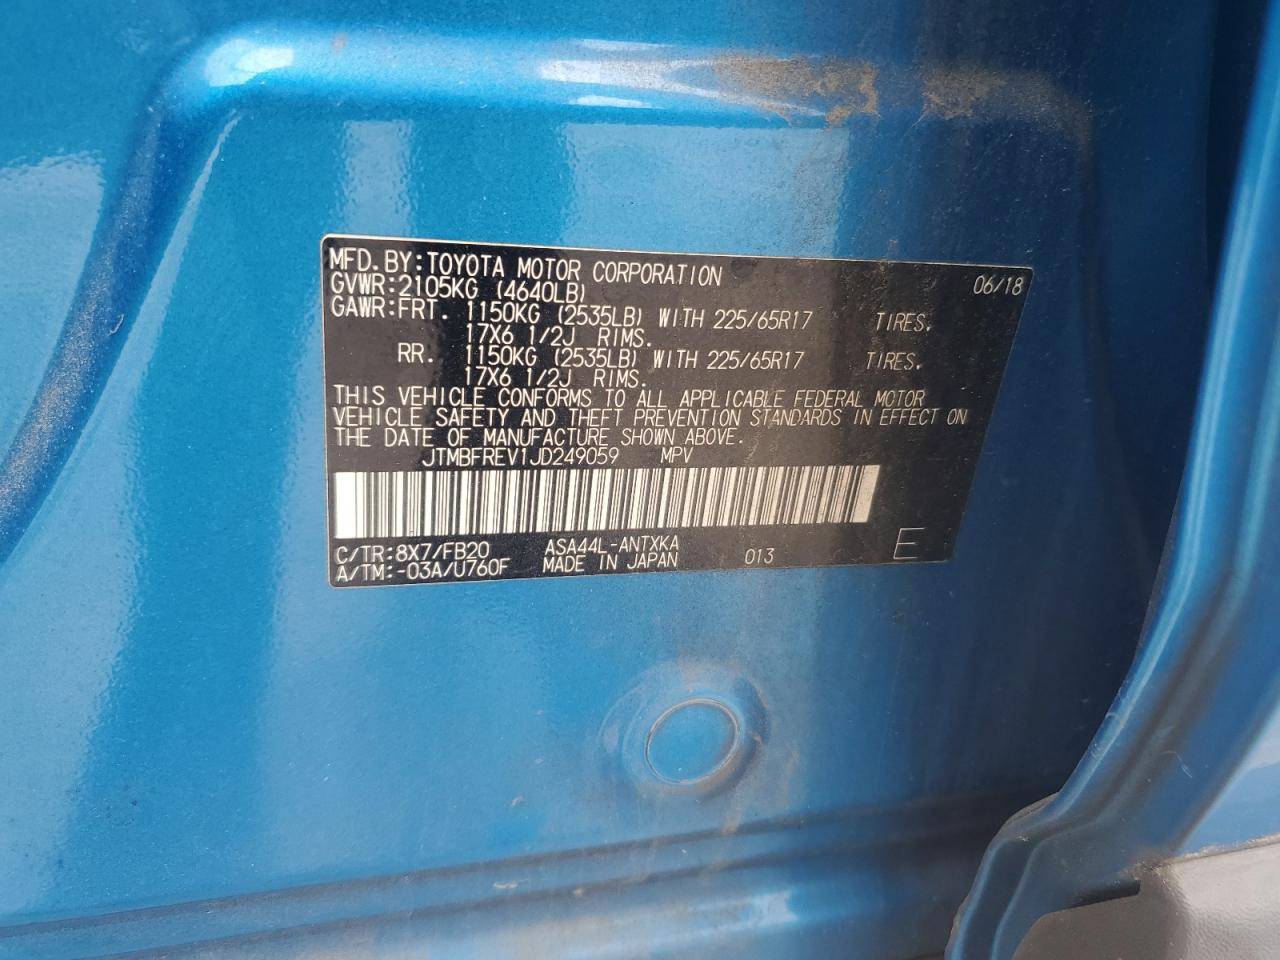 MFD.BY:TOYOTA MOTOR CORPORATION 06/18
GVWR:2105KG (4640LB)
GAWR:FRT. 1150KG (2535LB) WITH 225/65R17 TIRES.
17X6 1/2J RIMS.
RR. 1150KG (2535LB) WITH 225/65R17 TIRES.
17X6 1/2J RIMS.
THIS VEHICLE CONFORMS TO ALL APPLICABLE FEDERAL MOTOR
VEHICLE SAFETY AND THEFT PREVENTION STANDARDS IN EFFECT ON
THE DATE OF MANUFACTURE SHOWN ABOVE.
JTMBFREV1JD249059 MPV
C/TR:8X7/FB20 ASA44L-ANTXKA 013 E
A/TM:-03A/U760F MADE IN JAPAN